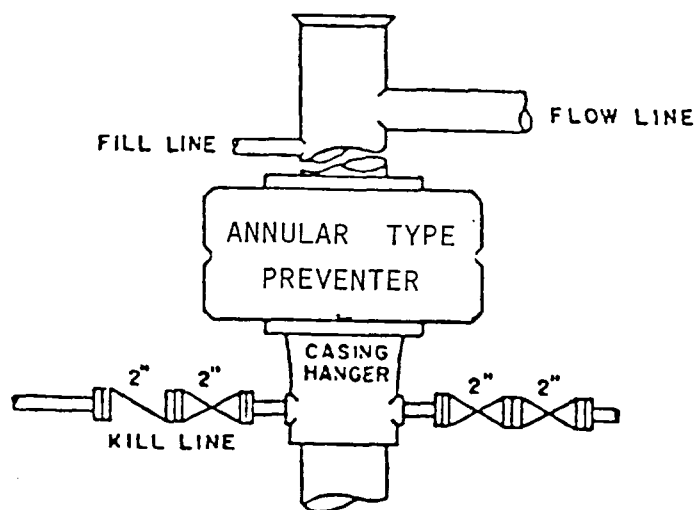 FLOW LINE
FILL LINE
ANNULAR TYPE
PREVENTER
CASING
HANGER
2" 2" 2" 2"
KILL LINE